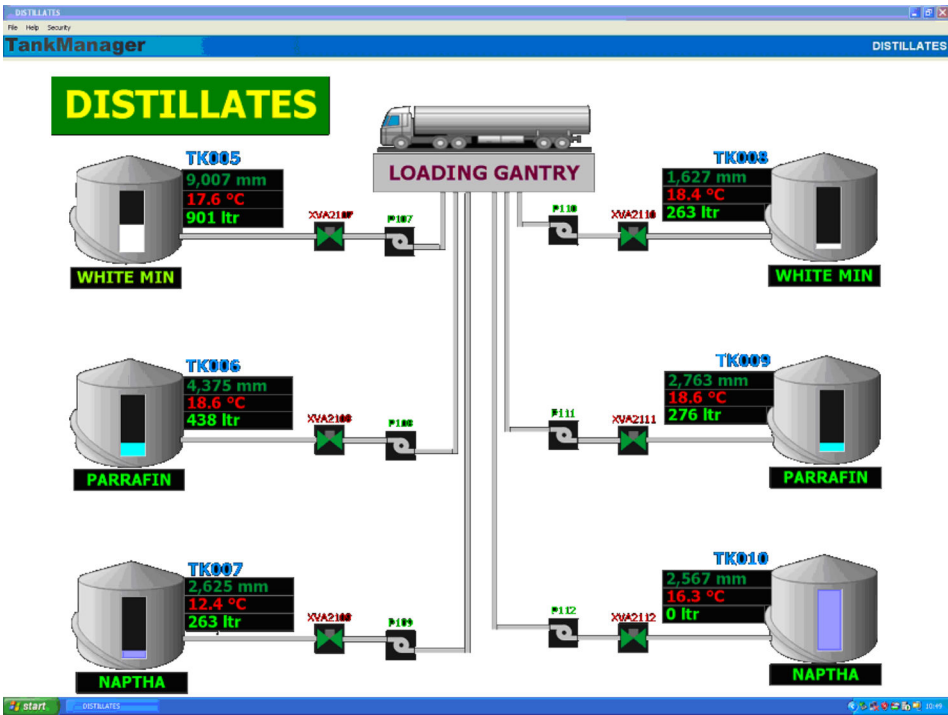 DISTILLATES
File Help Security
TankManager
DISTILLATES
DISTILLATES
LOADING GANTRY
TK005
9,007 mm
17.6 °C
901 ltr
WHITE MIN
P107
TK008
1,627 mm
18.4 °C
263 ltr
WHITE MIN
XVA2110
P110
TK006
4,375 mm
18.6 °C
438 ltr
PARRAFIN
P108
TK009
2,763 mm
18.6 °C
276 ltr
PARRAFIN
XVA2111
P111
TK007
2,625 mm
12.4 °C
263 ltr
NAPTHA
P109
TK010
2,567 mm
16.3 °C
0 ltr
NAPTHA
XVA2112
P112
start
DISTILLATES
10:49